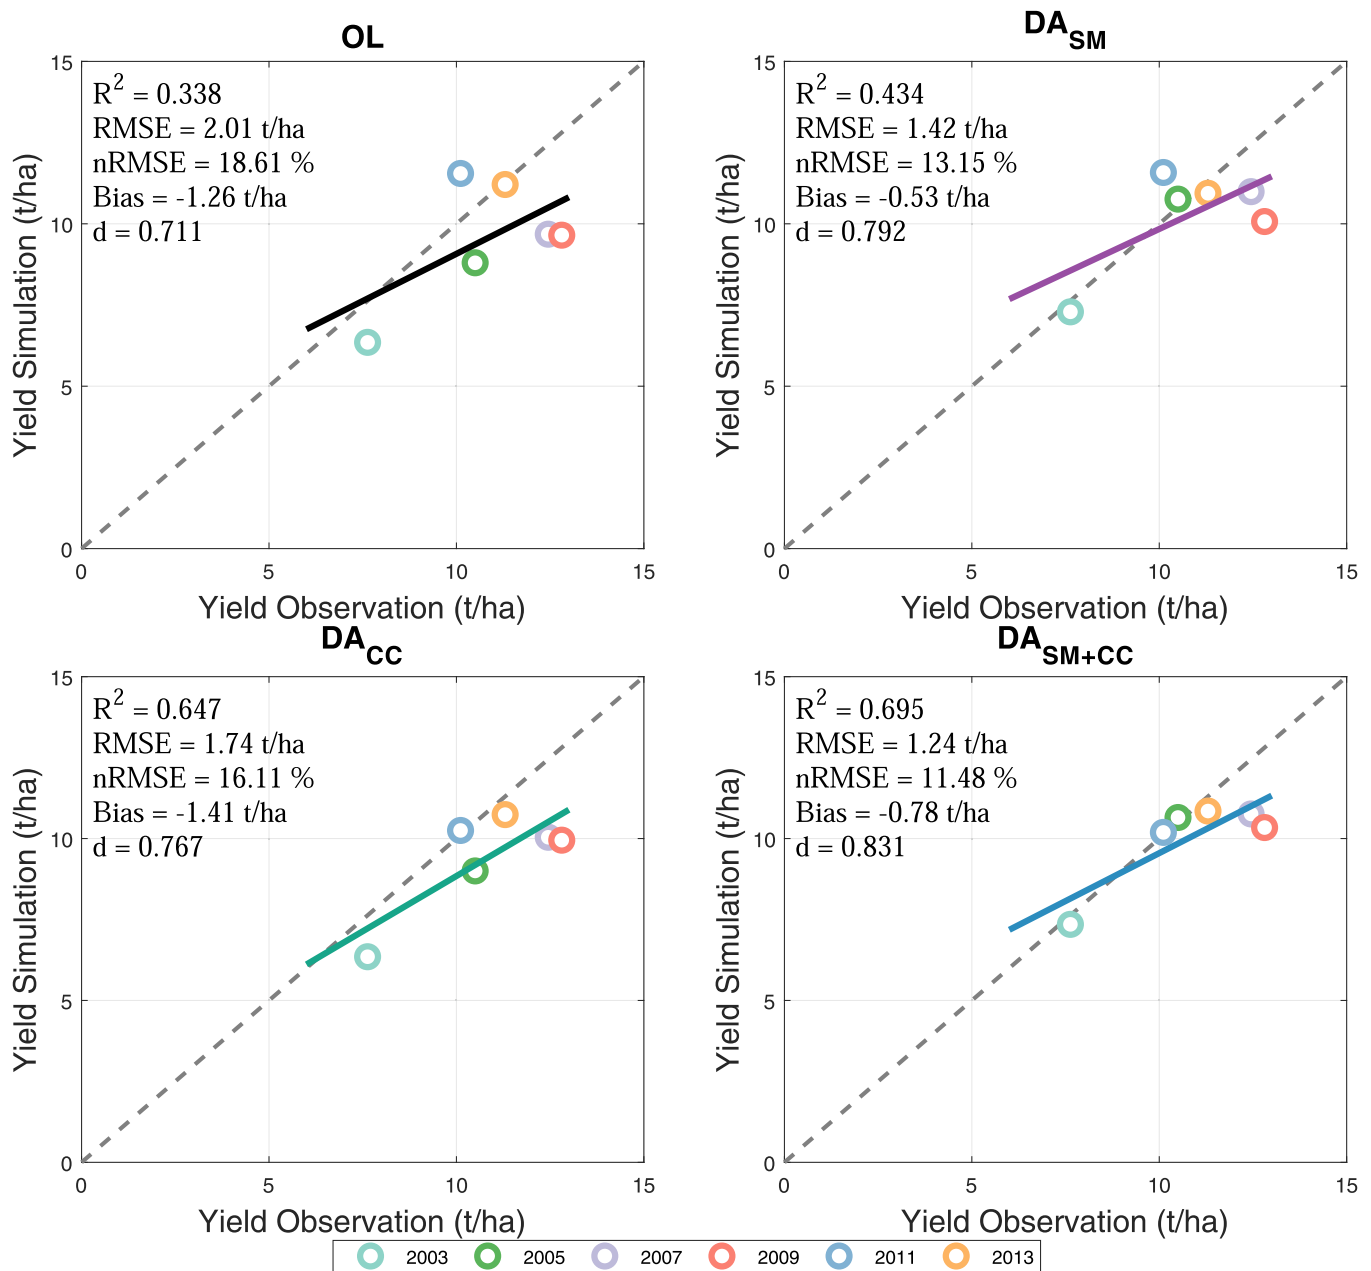 OL
R² = 0.338
RMSE = 2.01 t/ha
nRMSE = 18.61 %
Bias = -1.26 t/ha
d = 0.711
15
10
5
0
0 5 10 15
Yield Simulation (t/ha)
Yield Observation (t/ha)
DA_SM
R² = 0.434
RMSE = 1.42 t/ha
nRMSE = 13.15 %
Bias = -0.53 t/ha
d = 0.792
15
10
5
0
0 5 10 15
Yield Simulation (t/ha)
Yield Observation (t/ha)
DA_CC
R² = 0.647
RMSE = 1.74 t/ha
nRMSE = 16.11 %
Bias = -1.41 t/ha
d = 0.767
15
10
5
0
0 5 10 15
Yield Simulation (t/ha)
Yield Observation (t/ha)
DA_SM+CC
R² = 0.695
RMSE = 1.24 t/ha
nRMSE = 11.48 %
Bias = -0.78 t/ha
d = 0.831
15
10
5
0
0 5 10 15
Yield Simulation (t/ha)
Yield Observation (t/ha)
2003 2005 2007 2009 2011 2013